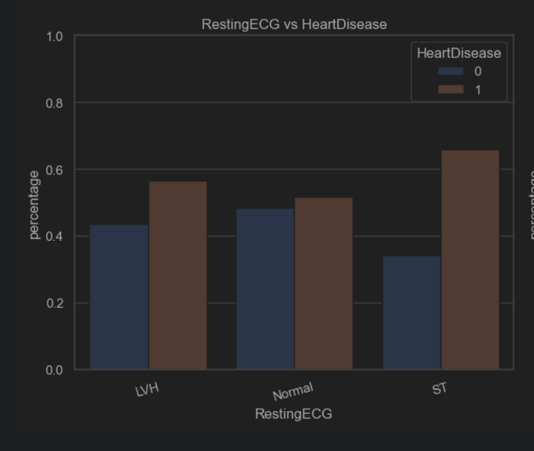 RestingECG vs HeartDisease
1.0
HeartDisease
0
1
0.8
0.6
percentage
0.4
0.2
0.0
LVH
Normal
ST
RestingECG
percentage